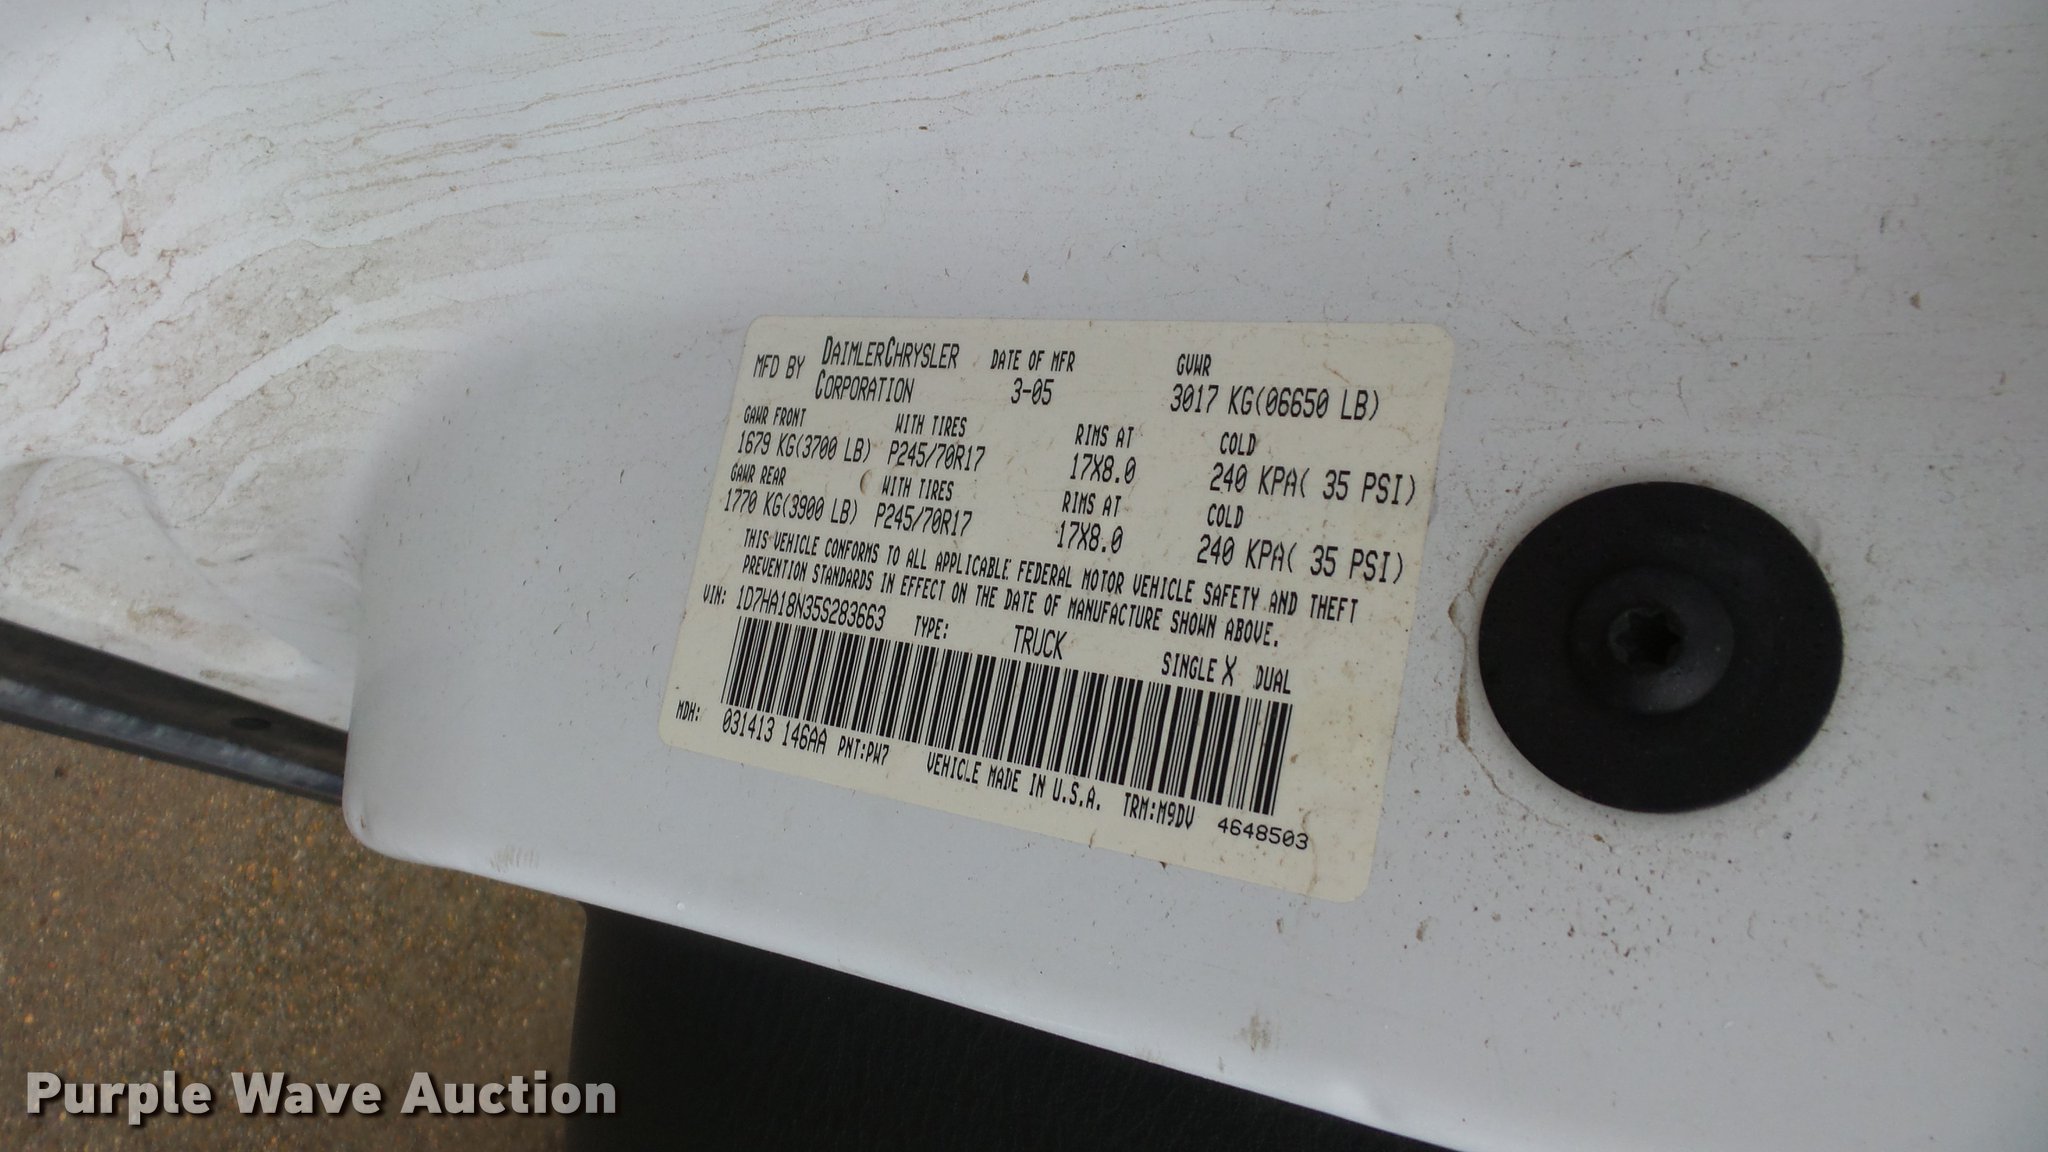 MFD BY DAIMLERCHRYSLER CORPORATION DATE OF MFR 3-05 GVWR 3017 KG(06650 LB)
GAWR FRONT WITH TIRES RIMS AT COLD
1679 KG(3700 LB) P245/70R17 17X8.0 240 KPA( 35 PSI)
GAWR REAR WITH TIRES RIMS AT COLD
1770 KG(3900 LB) P245/70R17 17X8.0 240 KPA( 35 PSI)
THIS VEHICLE CONFORMS TO ALL APPLICABLE FEDERAL MOTOR VEHICLE SAFETY AND THEFT
PREVENTION STANDARDS IN EFFECT ON THE DATE OF MANUFACTURE SHOWN ABOVE.
VIN: 1D7HA18N35S283663 TYPE: TRUCK SINGLE X DUAL
MDH: 031413 146AA PNT:PW7 VEHICLE MADE IN U.S.A. TRM:M9DV 4648503
Purple Wave Auction